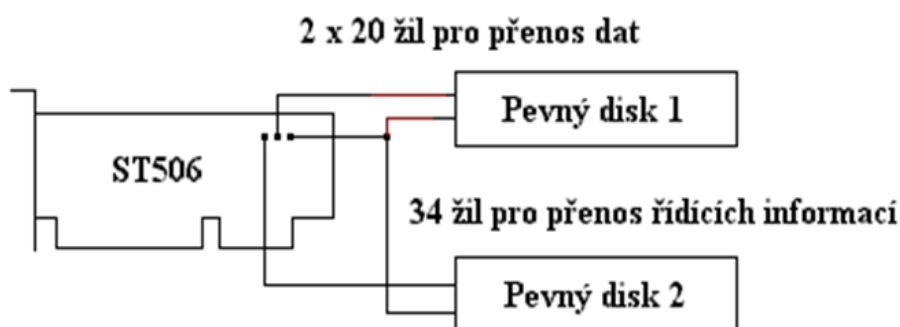 2 x 20 žil pro přenos dat
Pevný disk 1
ST506
34 žil pro přenos řídících informací
Pevný disk 2